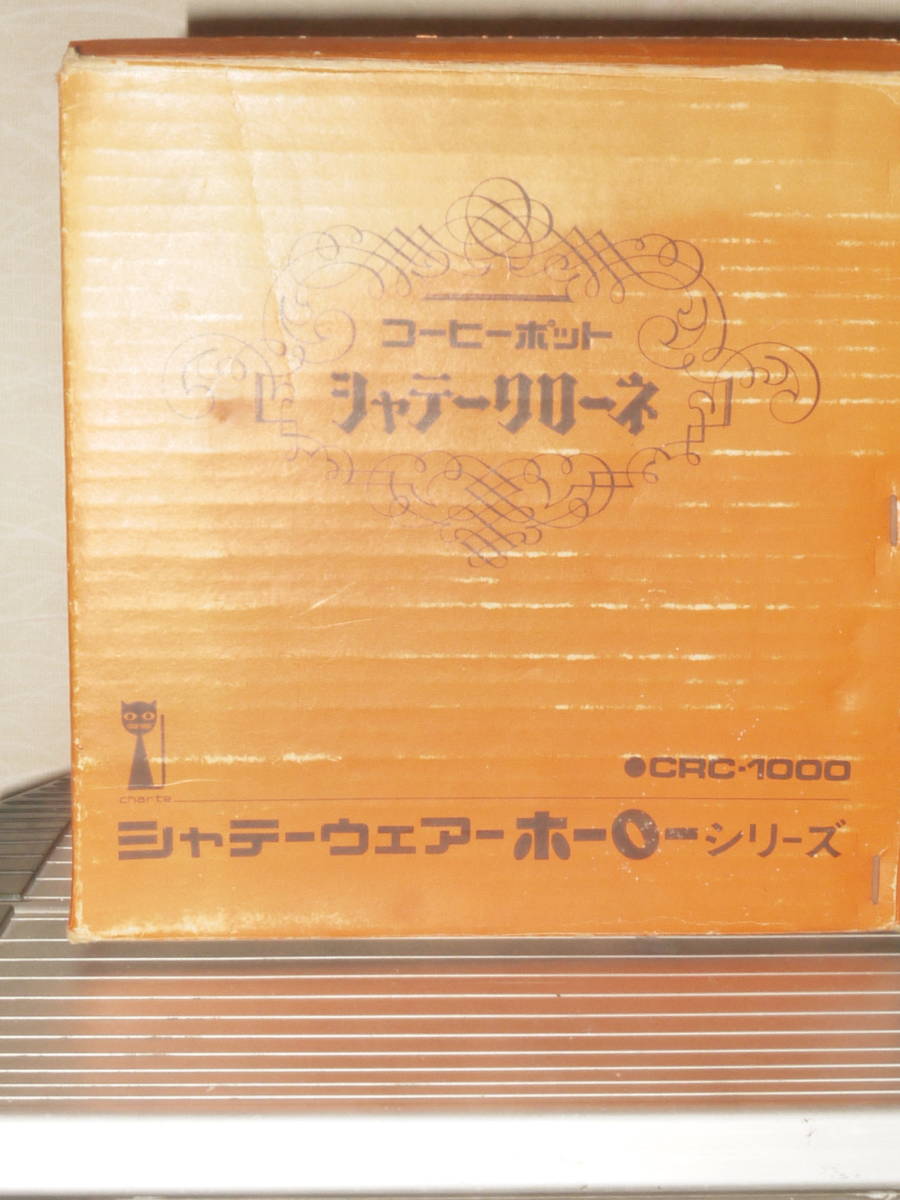 コーヒーポット
シャテークローネ
●CRC-1000
charte
シャテーウェアーホーローシリーズ